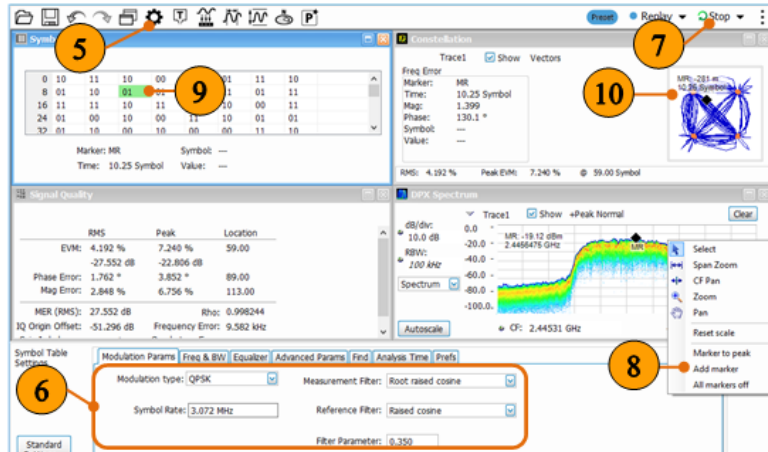 Preset Replay Stop
5
7
Symb
0 10 11 10 00 01 11 10
8 01 10 01 01 11 01 11
16 11 11 10 11 10 00 11
24 01 00 10 00 11 10 01 01
32 01 00 10 00 00 00 11 10
9
Marker: MR Symbol: ---
Time: 10.25 Symbol Value: ---
Constellation
Trace1 Show Vectors
Freq Error
Marker: MR
Time: 10.25 Symbol
Mag: 1.399
Phase: 130.1 °
Symbol: ---
Value: ---
10
MR: -281 m
10.25 Symbol
RMS: 4.192 % Peak EVM: 7.240 % @ 59.00 Symbol
Signal Quality
RMS Peak Location
EVM: 4.192 % 7.240 % 59.00
-27.552 dB -22.806 dB
Phase Error: 1.762 ° 3.852 ° 89.00
Mag Error: 2.848 % 6.756 % 113.00
MER (RMS): 27.552 dB Rho: 0.998244
IQ Origin Offset: -51.296 dB Frequency Error: 9.582 kHz
DPX Spectrum
Trace1 Show +Peak Normal Clear
dB/div:
10.0 dB
RBW:
100 kHz
Spectrum
0.0
-20.0
-40.0
-60.0
-80.0
-100.0
MR: -19.12 dBm
2.4456475 GHz
MR
Autoscale CF: 2.44531 GHz
Select
Span Zoom
CF Pan
Zoom
Pan
Reset scale
Marker to peak
Add marker
All markers off
8
Symbol Table
Settings
Modulation Params Freq & BW Equalizer Advanced Params Find Analysis Time Prefs
6
Modulation type: QPSK Measurement Filter: Root raised cosine
Symbol Rate: 3.072 MHz Reference Filter: Raised cosine
Filter Parameter: 0.350
Standard